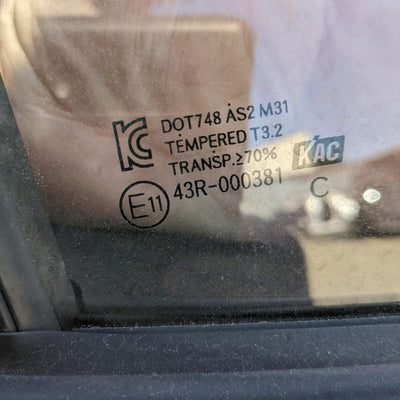 DOT748 AS2 M31
TEMPERED T3.2
TRANSP.≥70%
KAC
E11
43R-000381
C